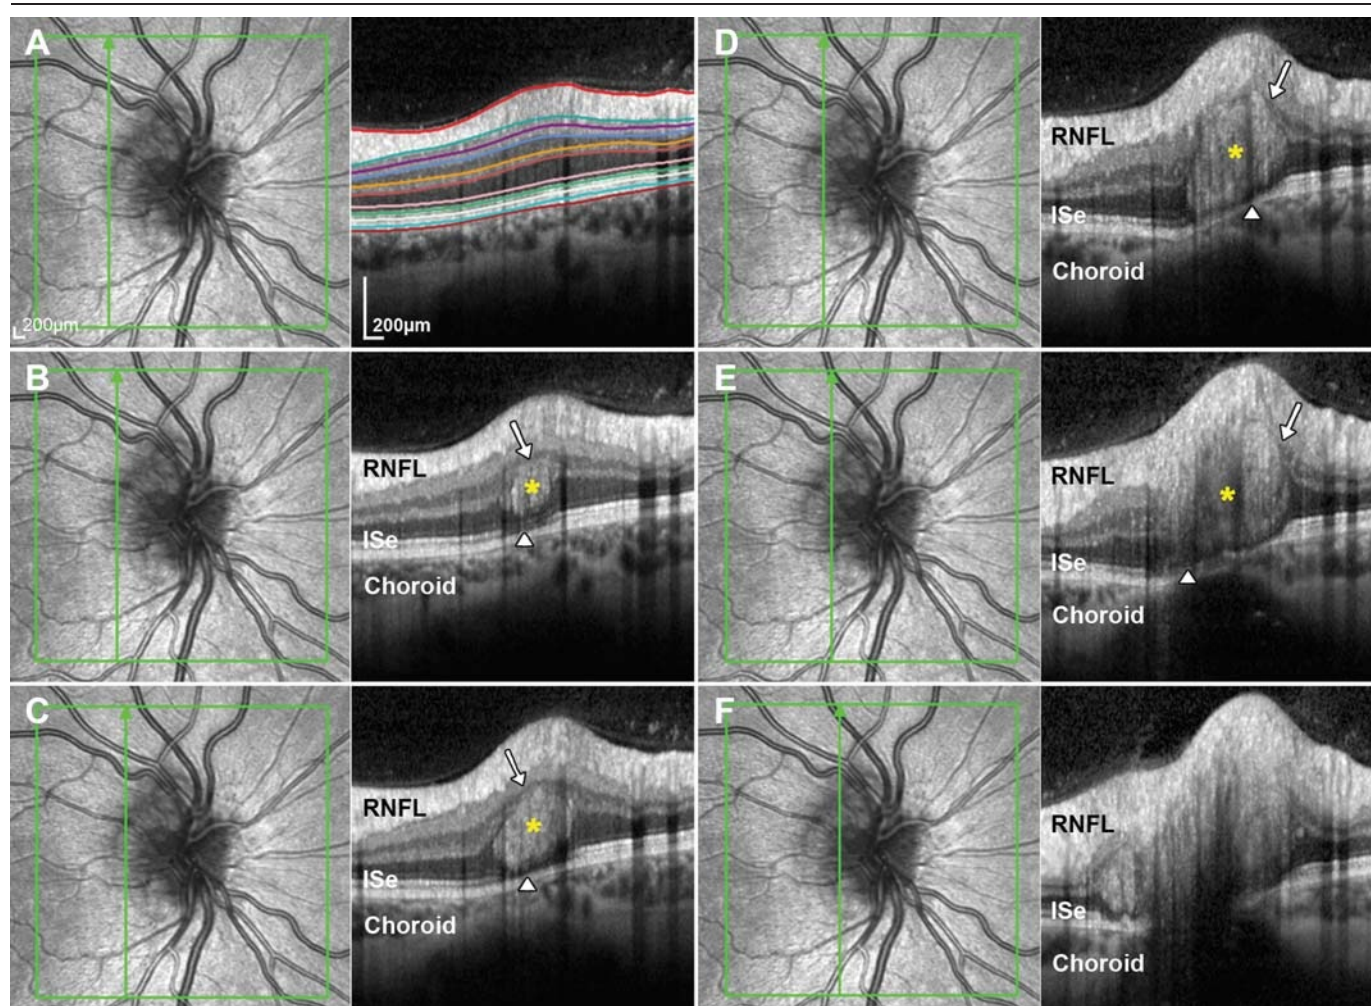 A
200µm
200µm
B
RNFL
*
ISe
Choroid
C
RNFL
*
ISe
Choroid
D
RNFL
*
ISe
Choroid
E
RNFL
*
ISe
Choroid
F
RNFL
ISe
Choroid